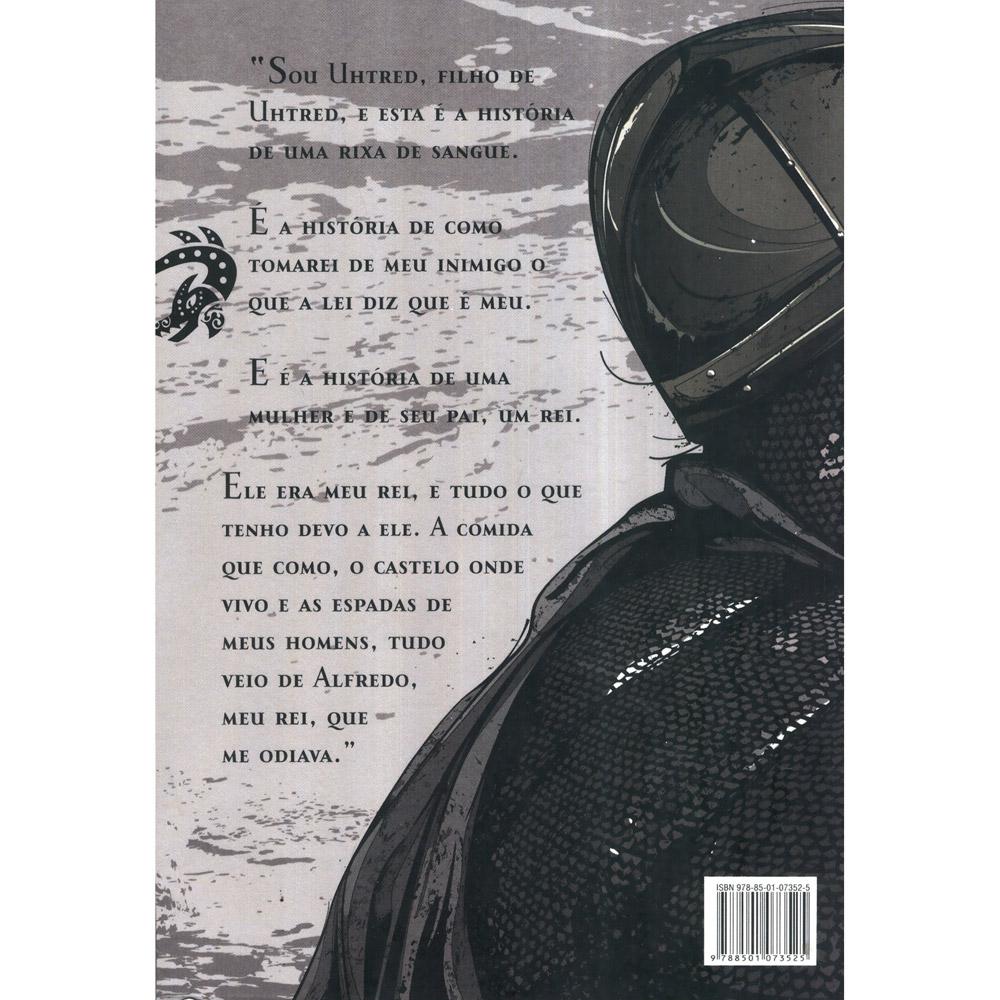 "Sou Uhtred, filho de
Uhtred, e esta é a história
de uma rixa de sangue.
É a história de como
tomarei de meu inimigo o
que a lei diz que é meu.
E é a história de uma
mulher e de seu pai, um rei.
Ele era meu rei, e tudo o que
tenho devo a ele. A comida
que como, o castelo onde
vivo e as espadas de
meus homens, tudo
veio de Alfredo,
meu rei, que
me odiava."
ISBN 978-85-01-07352-5
9 788501 073525